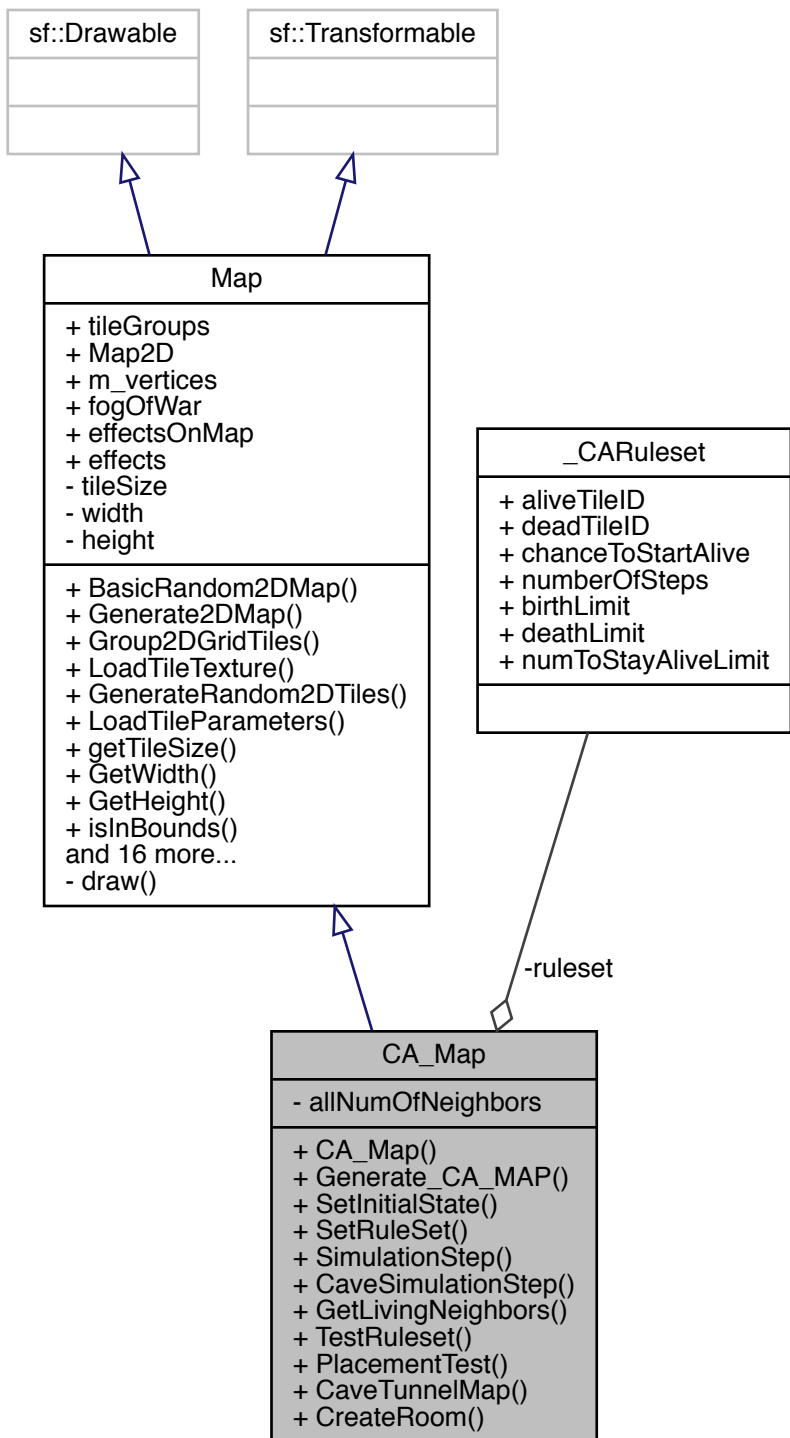 sf::Drawable
sf::Transformable
Map
+ tileGroups
+ Map2D
+ m_vertices
+ fogOfWar
+ effectsOnMap
+ effects
- tileSize
- width
- height
+ BasicRandom2DMap()
+ Generate2DMap()
+ Group2DGridTiles()
+ LoadTileTexture()
+ GenerateRandom2DTiles()
+ LoadTileParameters()
+ getTileSize()
+ GetWidth()
+ GetHeight()
+ isInBounds()
and 16 more...
- draw()
_CARuleset
+ aliveTileID
+ deadTileID
+ chanceToStartAlive
+ numberOfSteps
+ birthLimit
+ deathLimit
+ numToStayAliveLimit
-ruleset
CA_Map
- allNumOfNeighbors
+ CA_Map()
+ Generate_CA_MAP()
+ SetInitialState()
+ SetRuleSet()
+ SimulationStep()
+ CaveSimulationStep()
+ GetLivingNeighbors()
+ TestRuleset()
+ PlacementTest()
+ CaveTunnelMap()
+ CreateRoom()